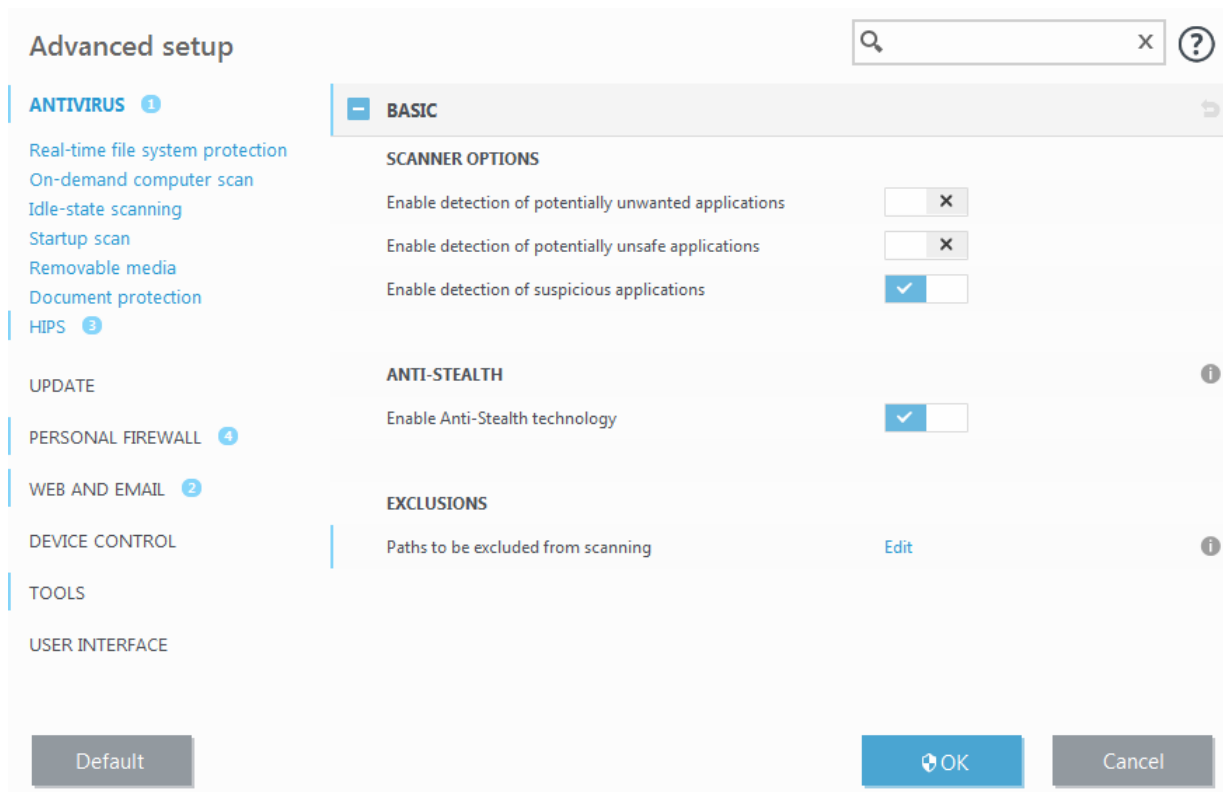 Advanced setup
X
?
ANTIVIRUS 1
Real-time file system protection
On-demand computer scan
Idle-state scanning
Startup scan
Removable media
Document protection
HIPS 3
UPDATE
PERSONAL FIREWALL 4
WEB AND EMAIL 2
DEVICE CONTROL
TOOLS
USER INTERFACE
BASIC
SCANNER OPTIONS
Enable detection of potentially unwanted applications
Enable detection of potentially unsafe applications
Enable detection of suspicious applications
ANTI-STEALTH
i
Enable Anti-Stealth technology
EXCLUSIONS
Paths to be excluded from scanning Edit i
Default
OK
Cancel